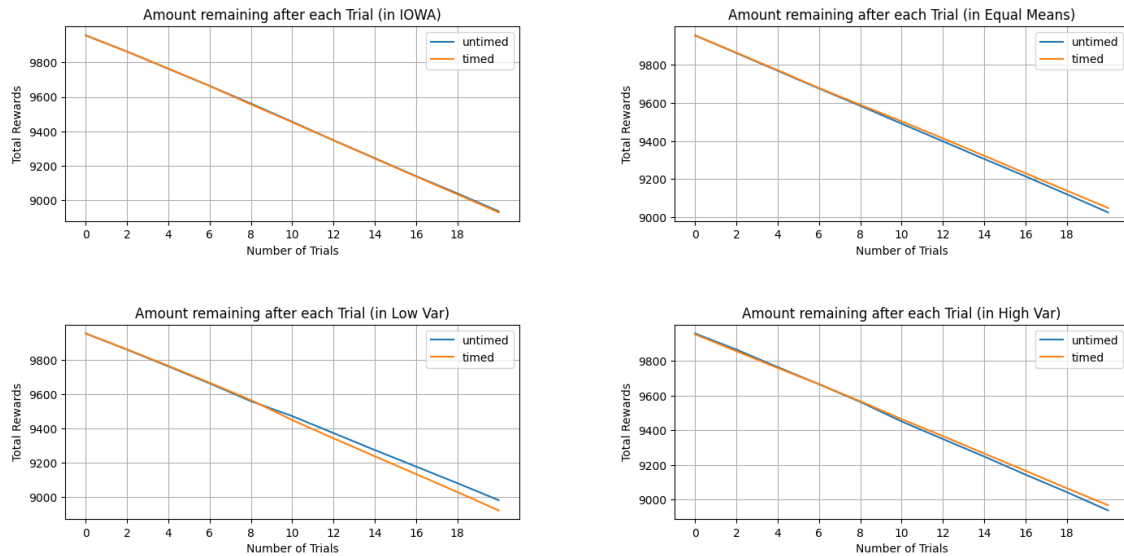 Amount remaining after each Trial (in IOWA)
untimed
timed
9800
9600
9400
9200
9000
Total Rewards
0 2 4 6 8 10 12 14 16 18
Number of Trials
Amount remaining after each Trial (in Equal Means)
untimed
timed
9800
9600
9400
9200
9000
Total Rewards
0 2 4 6 8 10 12 14 16 18
Number of Trials
Amount remaining after each Trial (in Low Var)
untimed
timed
9800
9600
9400
9200
9000
Total Rewards
0 2 4 6 8 10 12 14 16 18
Number of Trials
Amount remaining after each Trial (in High Var)
untimed
timed
9800
9600
9400
9200
9000
Total Rewards
0 2 4 6 8 10 12 14 16 18
Number of Trials